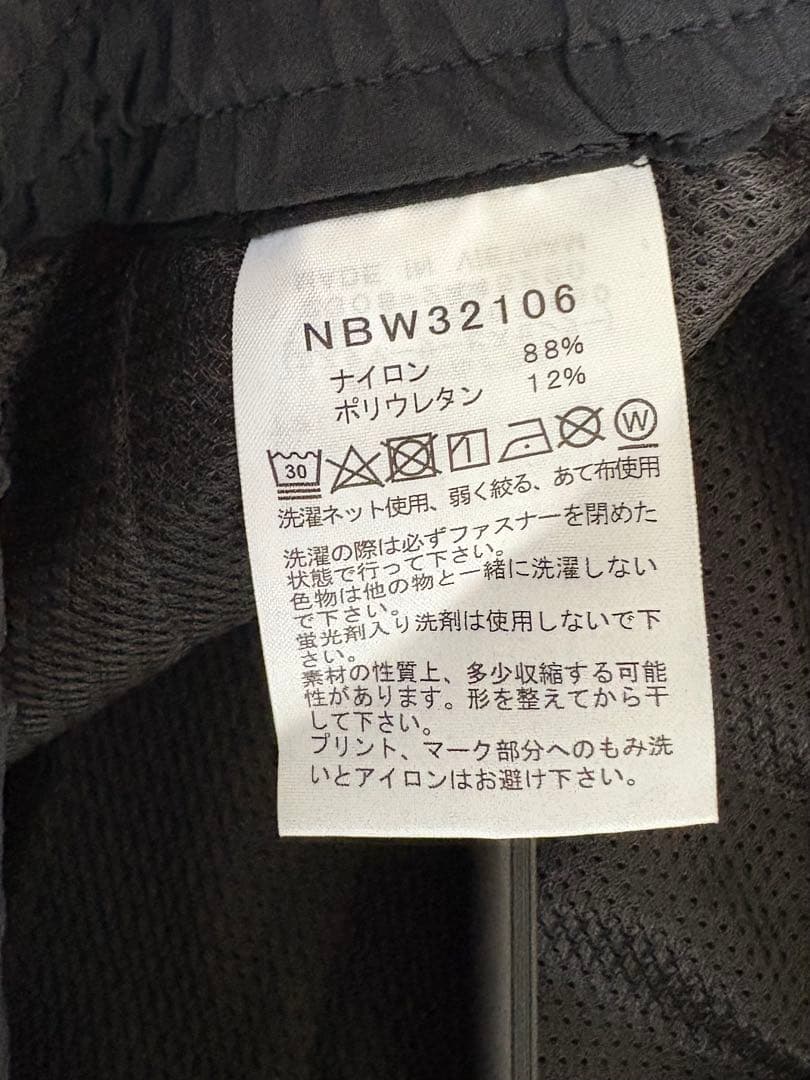 NBW32106
ナイロン 88%
ポリウレタン 12%
30 W
洗濯ネット使用、弱く絞る、あて布使用
洗濯の際は必ずファスナーを閉めた
状態で行って下さい。
色物は他の物と一緒に洗濯しない
で下さい。
蛍光剤入り洗剤は使用しないで下
さい。
素材の性質上、多少収縮する可能
性があります。形を整えてから干
して下さい。
プリント、マーク部分へのもみ洗
いとアイロンはお避け下さい。